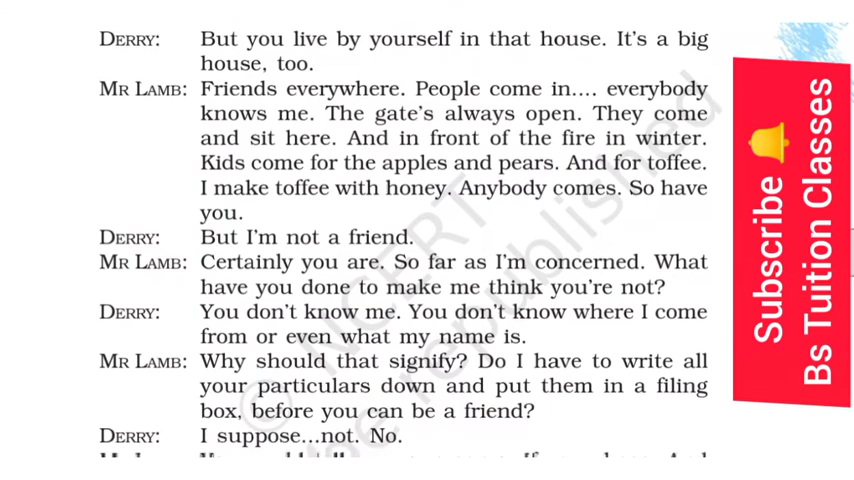 DERRY: But you live by yourself in that house. It's a big
house, too.
MR LAMB: Friends everywhere. People come in.... everybody
knows me. The gate's always open. They come
and sit here. And in front of the fire in winter.
Kids come for the apples and pears. And for toffee.
I make toffee with honey. Anybody comes. So have
you.
DERRY: But I'm not a friend.
MR LAMB: Certainly you are. So far as I'm concerned. What
have you done to make me think you're not?
DERRY: You don't know me. You don't know where I come
from or even what my name is.
MR LAMB: Why should that signify? Do I have to write all
your particulars down and put them in a filing
box, before you can be a friend?
DERRY: I suppose...not. No.
© NCERT
be republished
Subscribe 🔔
Bs Tuition Classes